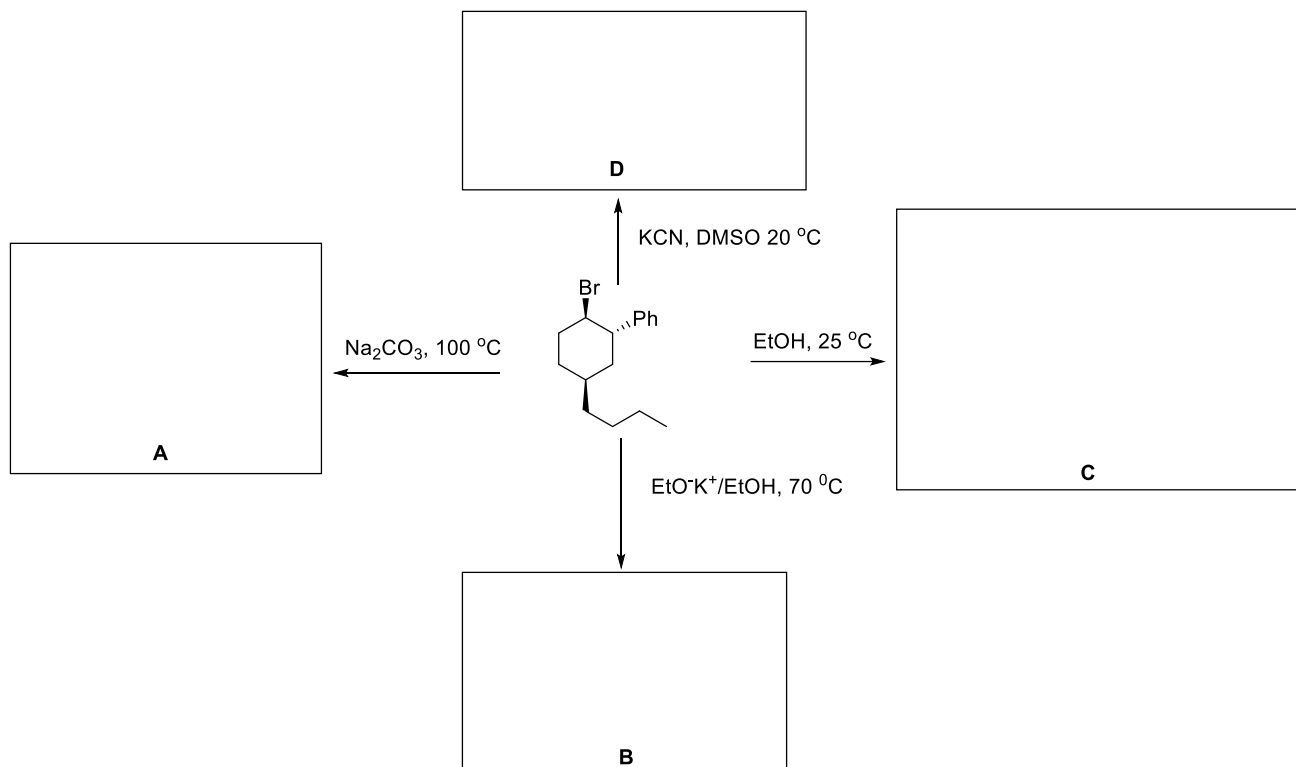 D
KCN, DMSO 20 °C
Br
Ph
Na₂CO₃, 100 °C
EtOH, 25 °C
A
C
EtO⁻K⁺/EtOH, 70 ⁰C
B